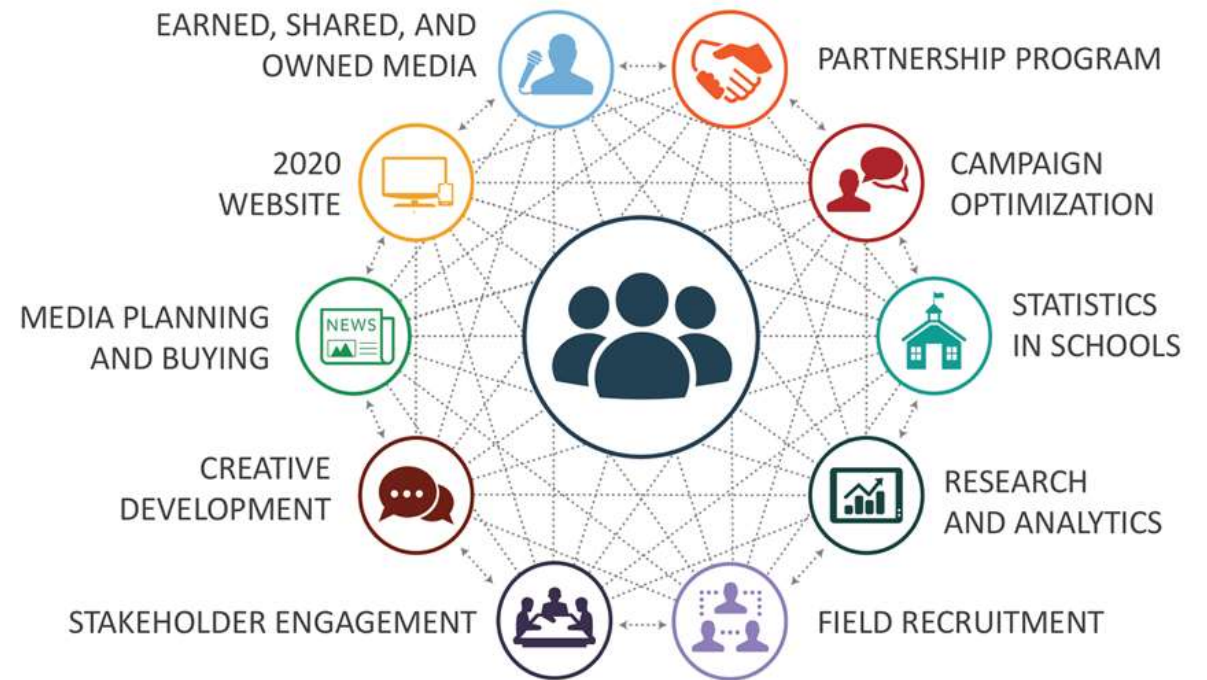 EARNED, SHARED, AND
OWNED MEDIA
PARTNERSHIP PROGRAM
2020
WEBSITE
CAMPAIGN
OPTIMIZATION
MEDIA PLANNING
AND BUYING
NEWS
STATISTICS
IN SCHOOLS
CREATIVE
DEVELOPMENT
RESEARCH
AND ANALYTICS
STAKEHOLDER ENGAGEMENT
FIELD RECRUITMENT